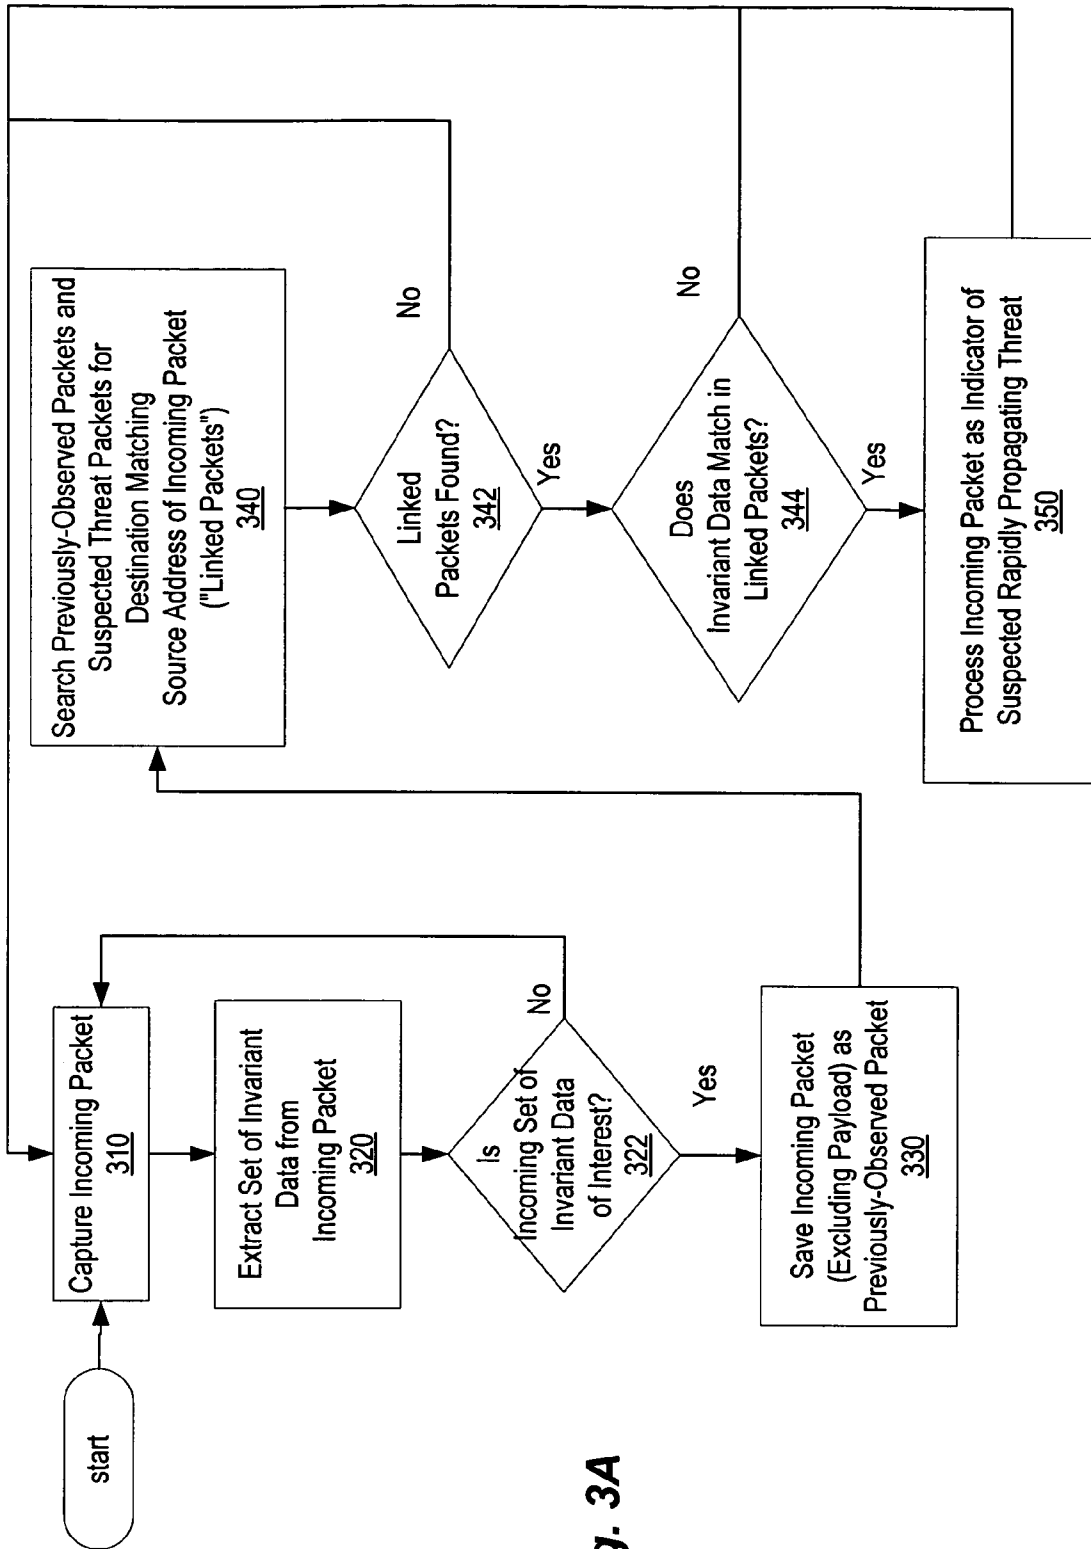 start
Capture Incoming Packet
310
Extract Set of Invariant
Data from
Incoming Packet
320
Is
Incoming Set of
Invariant Data
of Interest?
322
No
Yes
Save Incoming Packet
(Excluding Payload) as
Previously-Observed Packet
330
Search Previously-Observed Packets and
Suspected Threat Packets for
Destination Matching
Source Address of Incoming Packet
("Linked Packets")
340
Linked
Packets Found?
342
No
Yes
Does
Invariant Data Match in
Linked Packets?
344
No
Yes
Process Incoming Packet as Indicator of
Suspected Rapidly Propagating Threat
350
3A